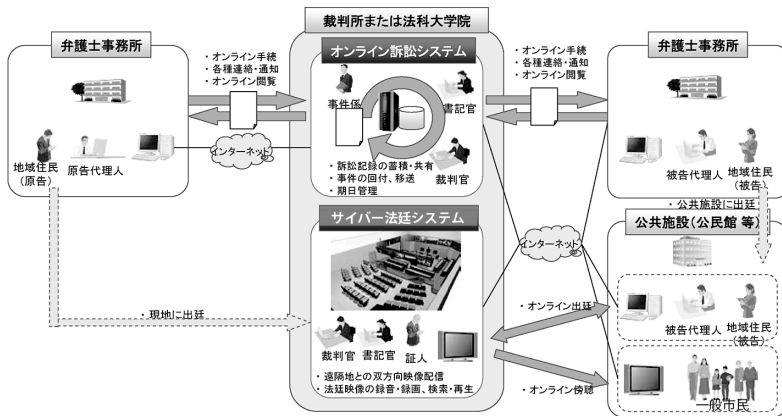 裁判所または法科大学院
弁護士事務所
・オンライン手続
・各種連絡・通知
・オンライン閲覧
地域住民
(原告)
原告代理人
インターネット
オンライン訴訟システム
事件係
書記官
裁判官
・訴訟記録の蓄積・共有
・事件の回付、移送
・期日管理
・オンライン手続
・各種連絡・通知
・オンライン閲覧
弁護士事務所
被告代理人
地域住民
(被告)
・公共施設に出廷
サイバー法廷システム
裁判官
書記官
証人
・遠隔地との双方向映像配信
・法廷映像の録音・録画、検索・再生
・現地に出廷
インターネット
・オンライン出廷
・オンライン傍聴
公共施設(公民館 等)
被告代理人
地域住民
(被告)
一般市民